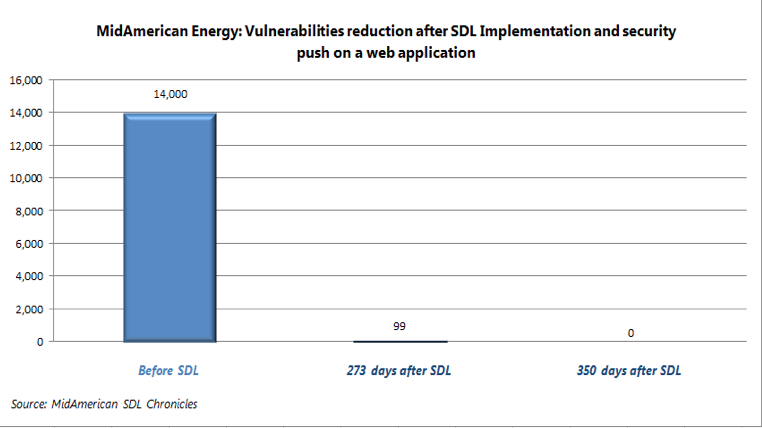 MidAmerican Energy: Vulnerabilities reduction after SDL Implementation and security
push on a web application
16,000
14,000
12,000
10,000
8,000
6,000
4,000
2,000
0
14,000
99
0
Before SDL
273 days after SDL
350 days after SDL
Source: MidAmerican SDL Chronicles